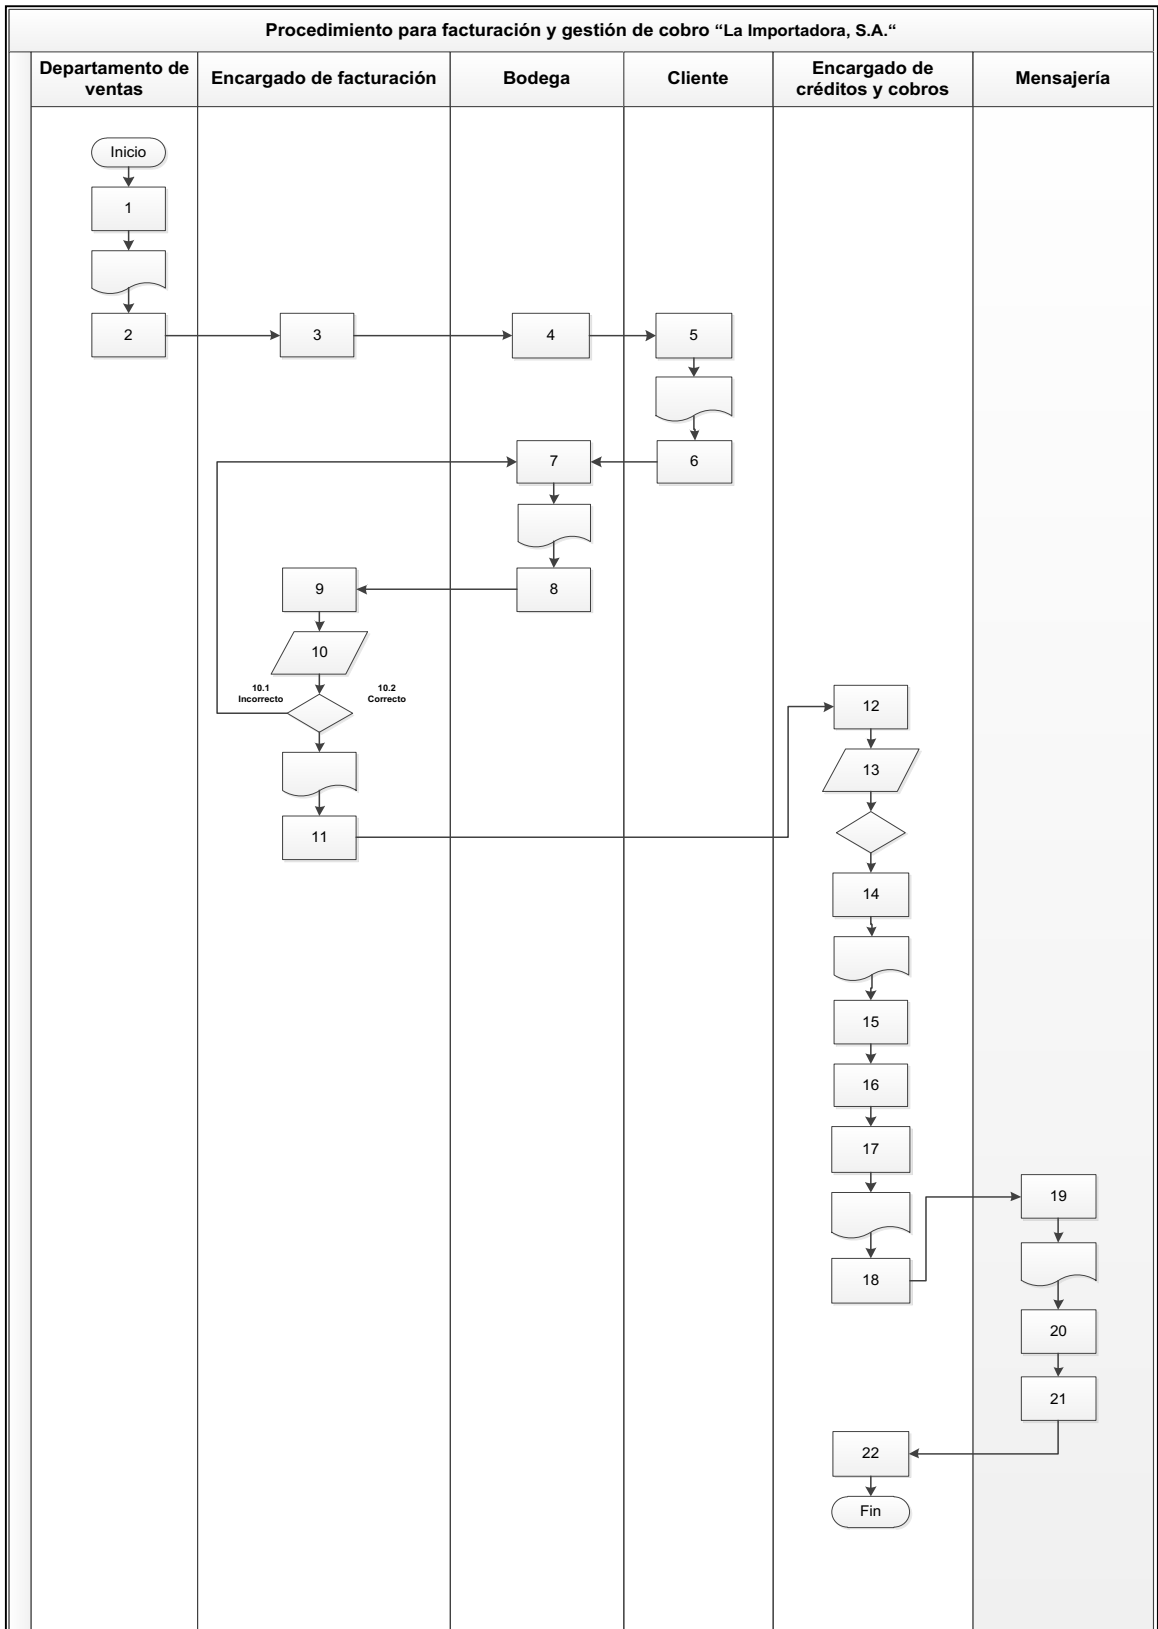 Procedimiento para facturación y gestión de cobro “La Importadora, S.A.“
Departamento de
ventas
Encargado de facturación
Bodega
Cliente
Encargado de
créditos y cobros
Mensajería
Inicio
1
2
3
4
5
7
6
9
8
10
10.1
Incorrecto
10.2
Correcto
12
13
11
14
15
16
17
19
18
20
21
22
Fin